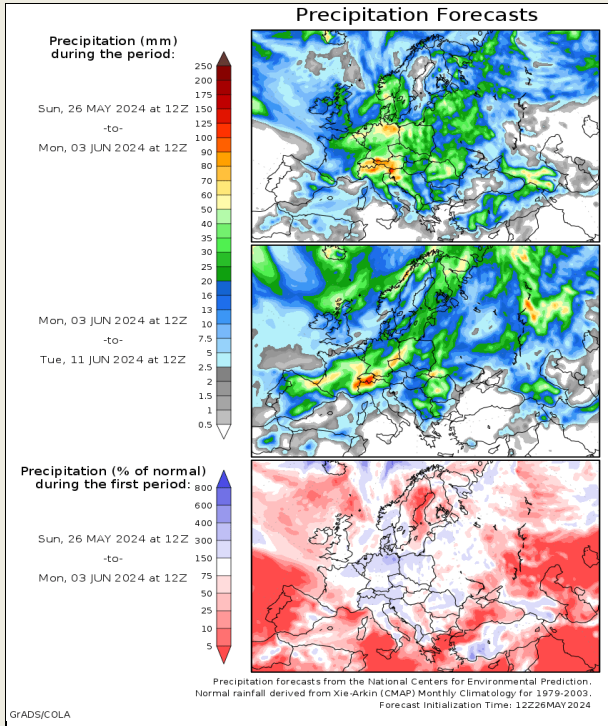 Precipitation Forecasts
Precipitation (mm)
during the period:
Sun, 26 MAY 2024 at 12Z
-to-
Mon, 03 JUN 2024 at 12Z
250
200
175
150
125
100
90
80
70
60
50
40
35
30
25
20
16
13
10
7.5
5
2.5
2
1.5
1
0.5
Mon, 03 JUN 2024 at 12Z
-to-
Tue, 11 JUN 2024 at 12Z
Precipitation (% of normal)
during the first period:
Sun, 26 MAY 2024 at 12Z
-to-
Mon, 03 JUN 2024 at 12Z
800
600
400
300
150
75
50
25
10
5
Precipitation forecasts from the National Centers for Environmental Prediction.
Normal rainfall derived from Xie-Arkin (CMAP) Monthly Climatology for 1979-2003.
Forecast Initialization Time: 12Z26MAY2024
GrADS/COLA